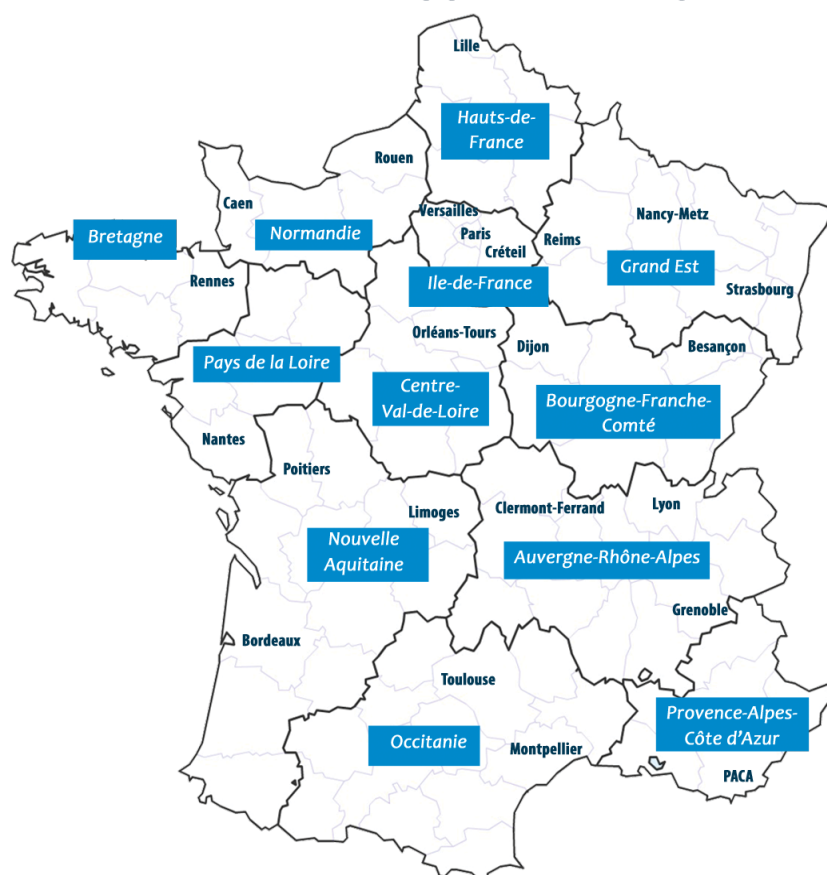 Lille
Hauts-de-
France
Rouen
Caen
Versailles
Nancy-Metz
Bretagne
Normandie
Paris
Reims
Créteil
Grand Est
Rennes
Ile-de-France
Strasbourg
Orléans-Tours
Dijon
Besançon
Pays de la Loire
Centre-
Val-de-Loire
Bourgogne-Franche-
Comté
Nantes
Poitiers
Limoges
Clermont-Ferrand
Lyon
Nouvelle
Aquitaine
Auvergne-Rhône-Alpes
Grenoble
Bordeaux
Toulouse
Provence-Alpes-
Côte d'Azur
Occitanie
Montpellier
PACA